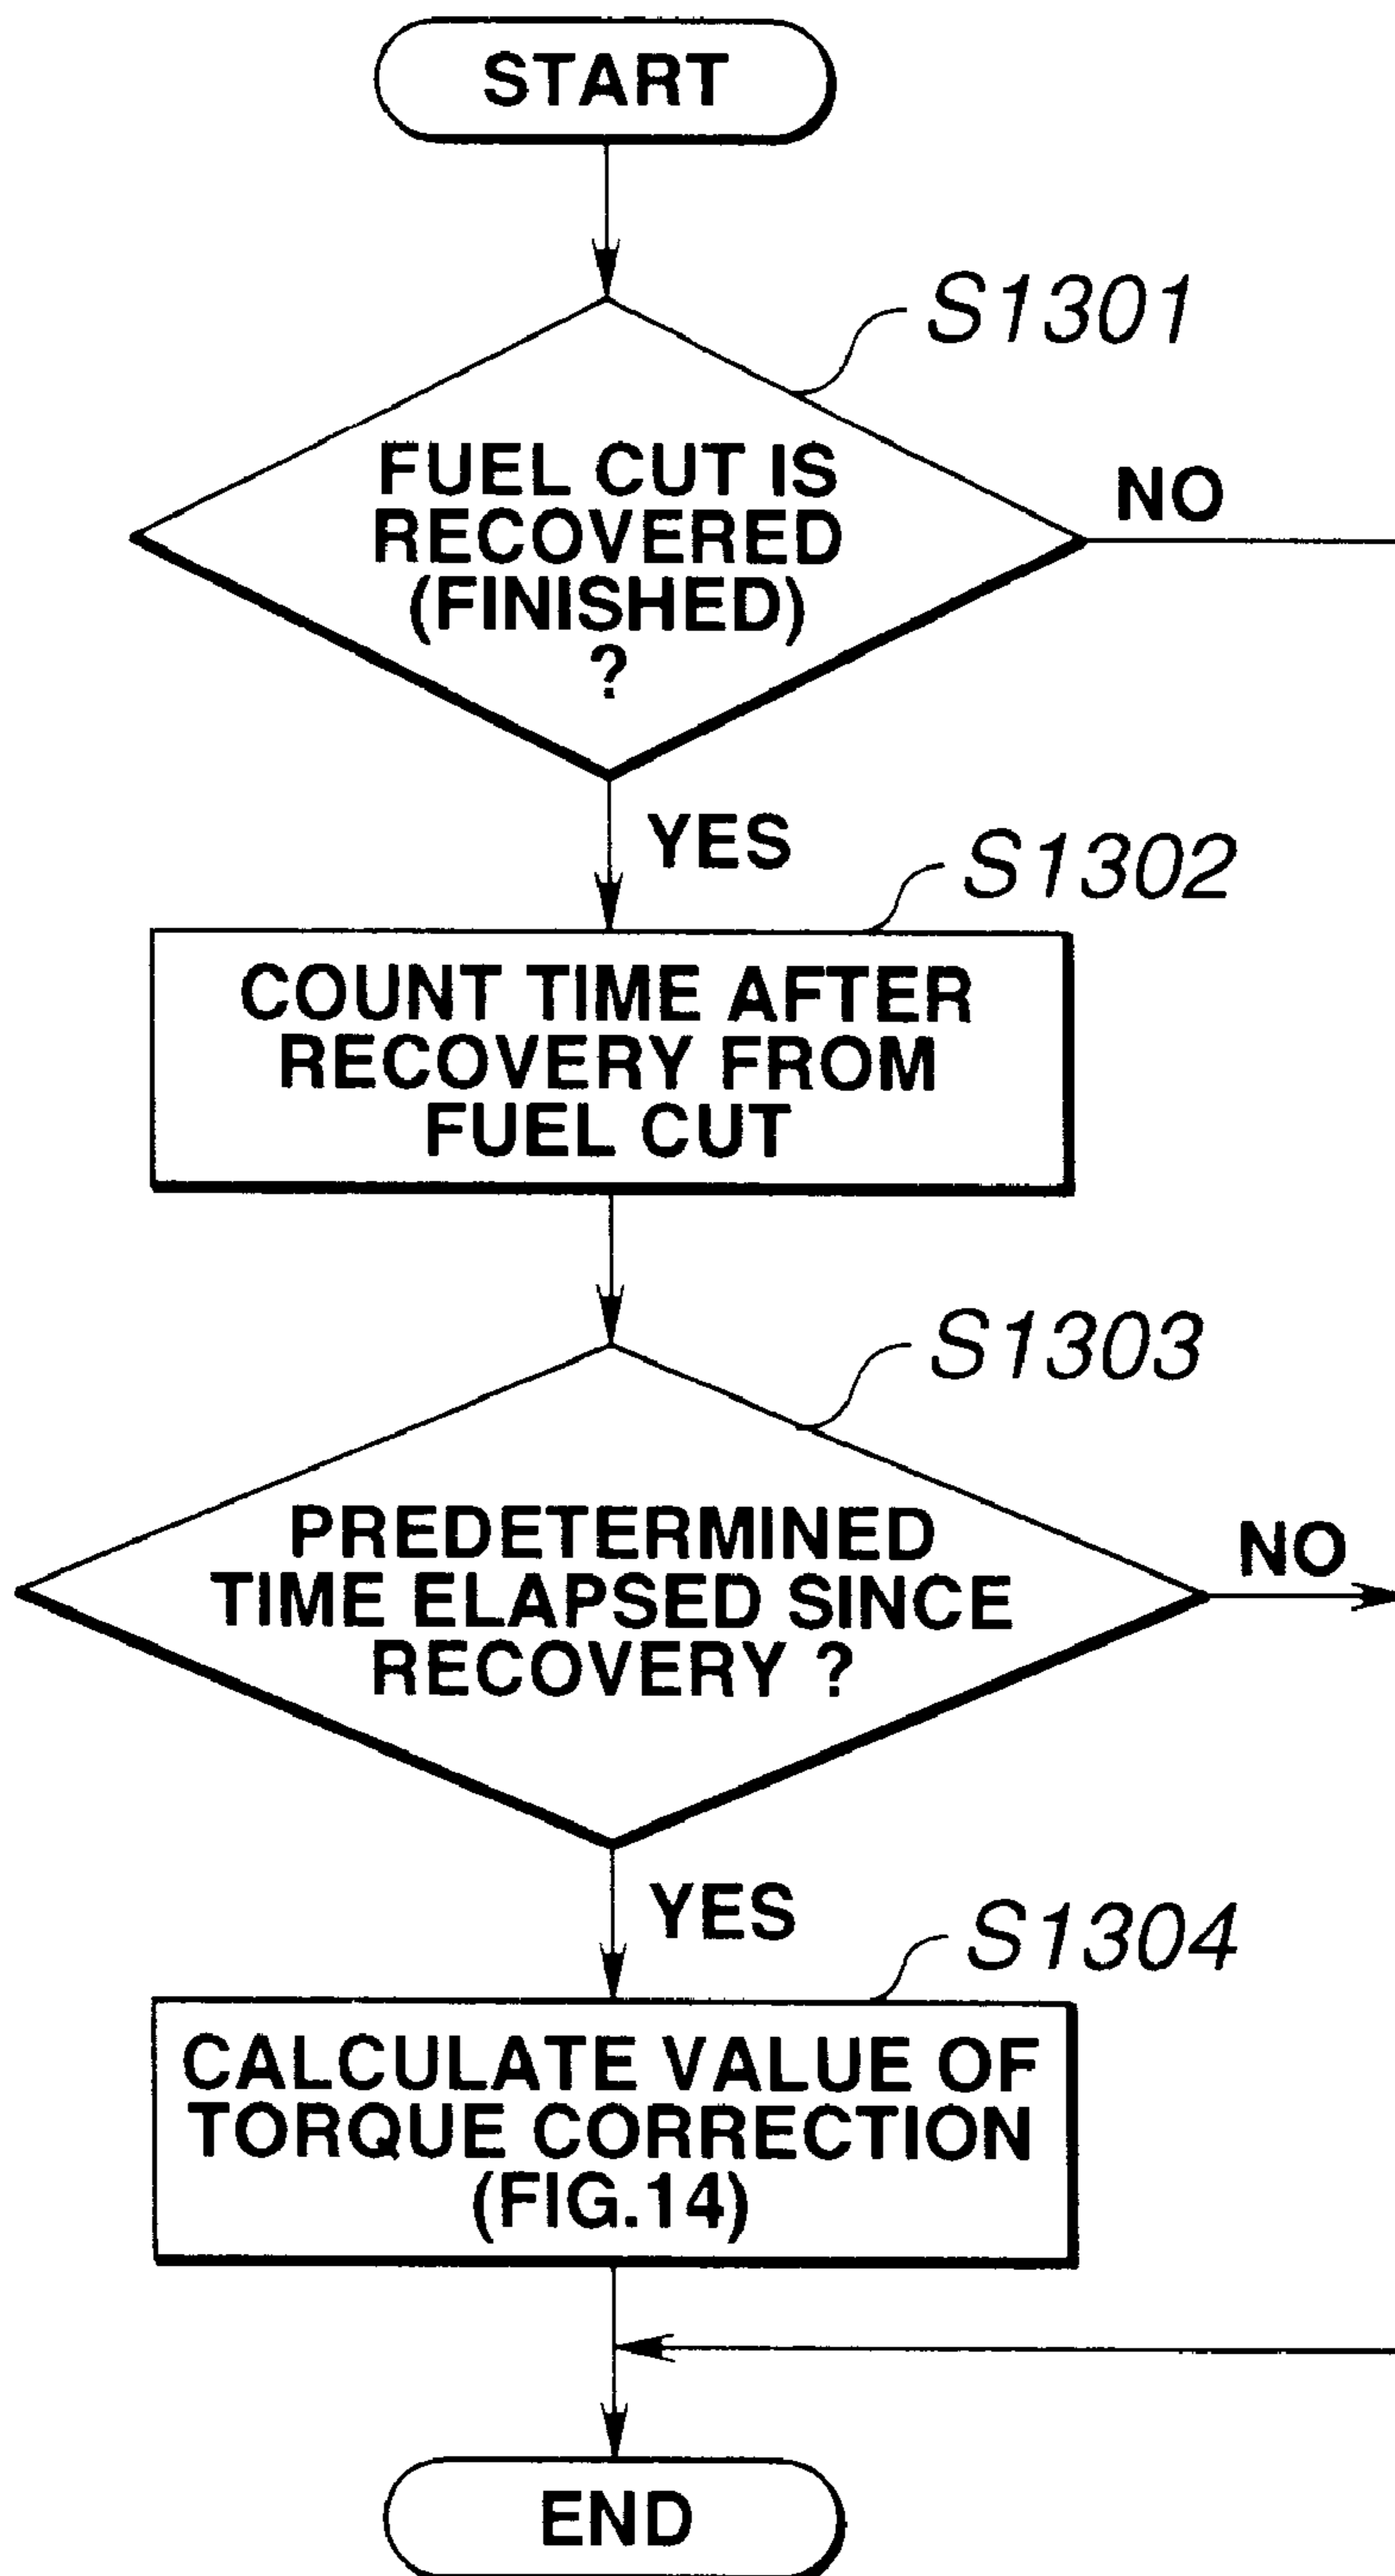 START
S1301
FUEL CUT IS
RECOVERED
(FINISHED)
?
NO
YES
S1302
COUNT TIME AFTER
RECOVERY FROM
FUEL CUT
S1303
PREDETERMINED
TIME ELAPSED SINCE
RECOVERY ?
NO
YES
S1304
CALCULATE VALUE OF
TORQUE CORRECTION
(FIG.14)
END